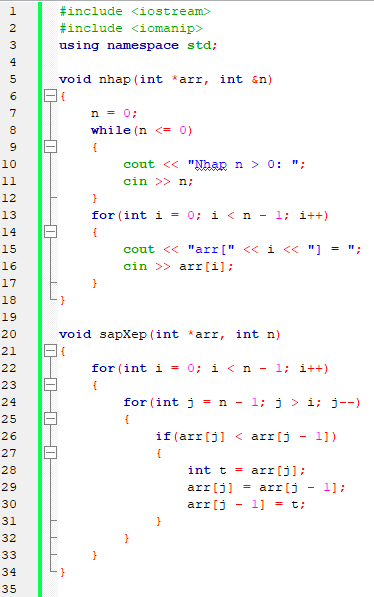 1 #include <iostream>
2 #include <iomanip>
3 using namespace std;
4
5 void nhap(int *arr, int &n)
6 {
7 n = 0;
8 while(n <= 0)
9 {
10 cout << "Nhap n > 0: ";
11 cin >> n;
12 }
13 for(int i = 0; i < n - 1; i++)
14 {
15 cout << "arr[" << i << "] = ";
16 cin >> arr[i];
17 }
18 }
19
20 void sapXep(int *arr, int n)
21 {
22 for(int i = 0; i < n - 1; i++)
23 {
24 for(int j = n - 1; j > i; j--)
25 {
26 if(arr[j] < arr[j - 1])
27 {
28 int t = arr[j];
29 arr[j] = arr[j - 1];
30 arr[j - 1] = t;
31 }
32 }
33 }
34 }
35